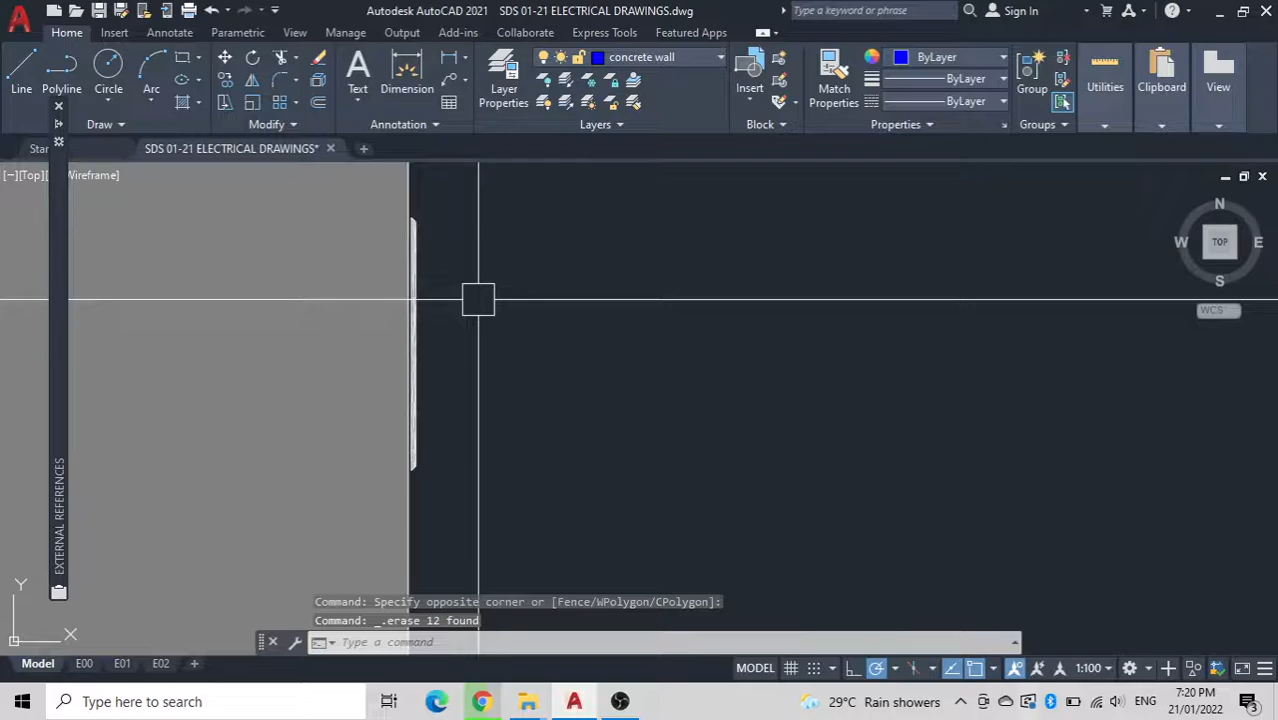 Autodesk AutoCAD 2021 SDS 01-21 ELECTRICAL DRAWINGS.dwg
Type a keyword or phrase
Sign In
Home Insert Annotate Parametric View Manage Output Add-ins Collaborate Express Tools Featured Apps
concrete wall
ByLayer
ByLayer
ByLayer
Line Polyline Circle Arc
Text Dimension
Layer Properties
Insert
Match Properties
Group
Utilities Clipboard View
Draw Modify Annotation Layers Block Properties Groups
Star
SDS 01-21 ELECTRICAL DRAWINGS*
[–][Top][ Wireframe]
N
W TOP E
S
WCS
EXTERNAL REFERENCES
Y
X
Command: Specify opposite corner or [Fence/WPolygon/CPolygon]:
Command: _.erase 12 found
Type a command
Model E00 E01 E02
MODEL
1:100
Type here to search
29°C Rain showers
ENG
7:20 PM
21/01/2022
3